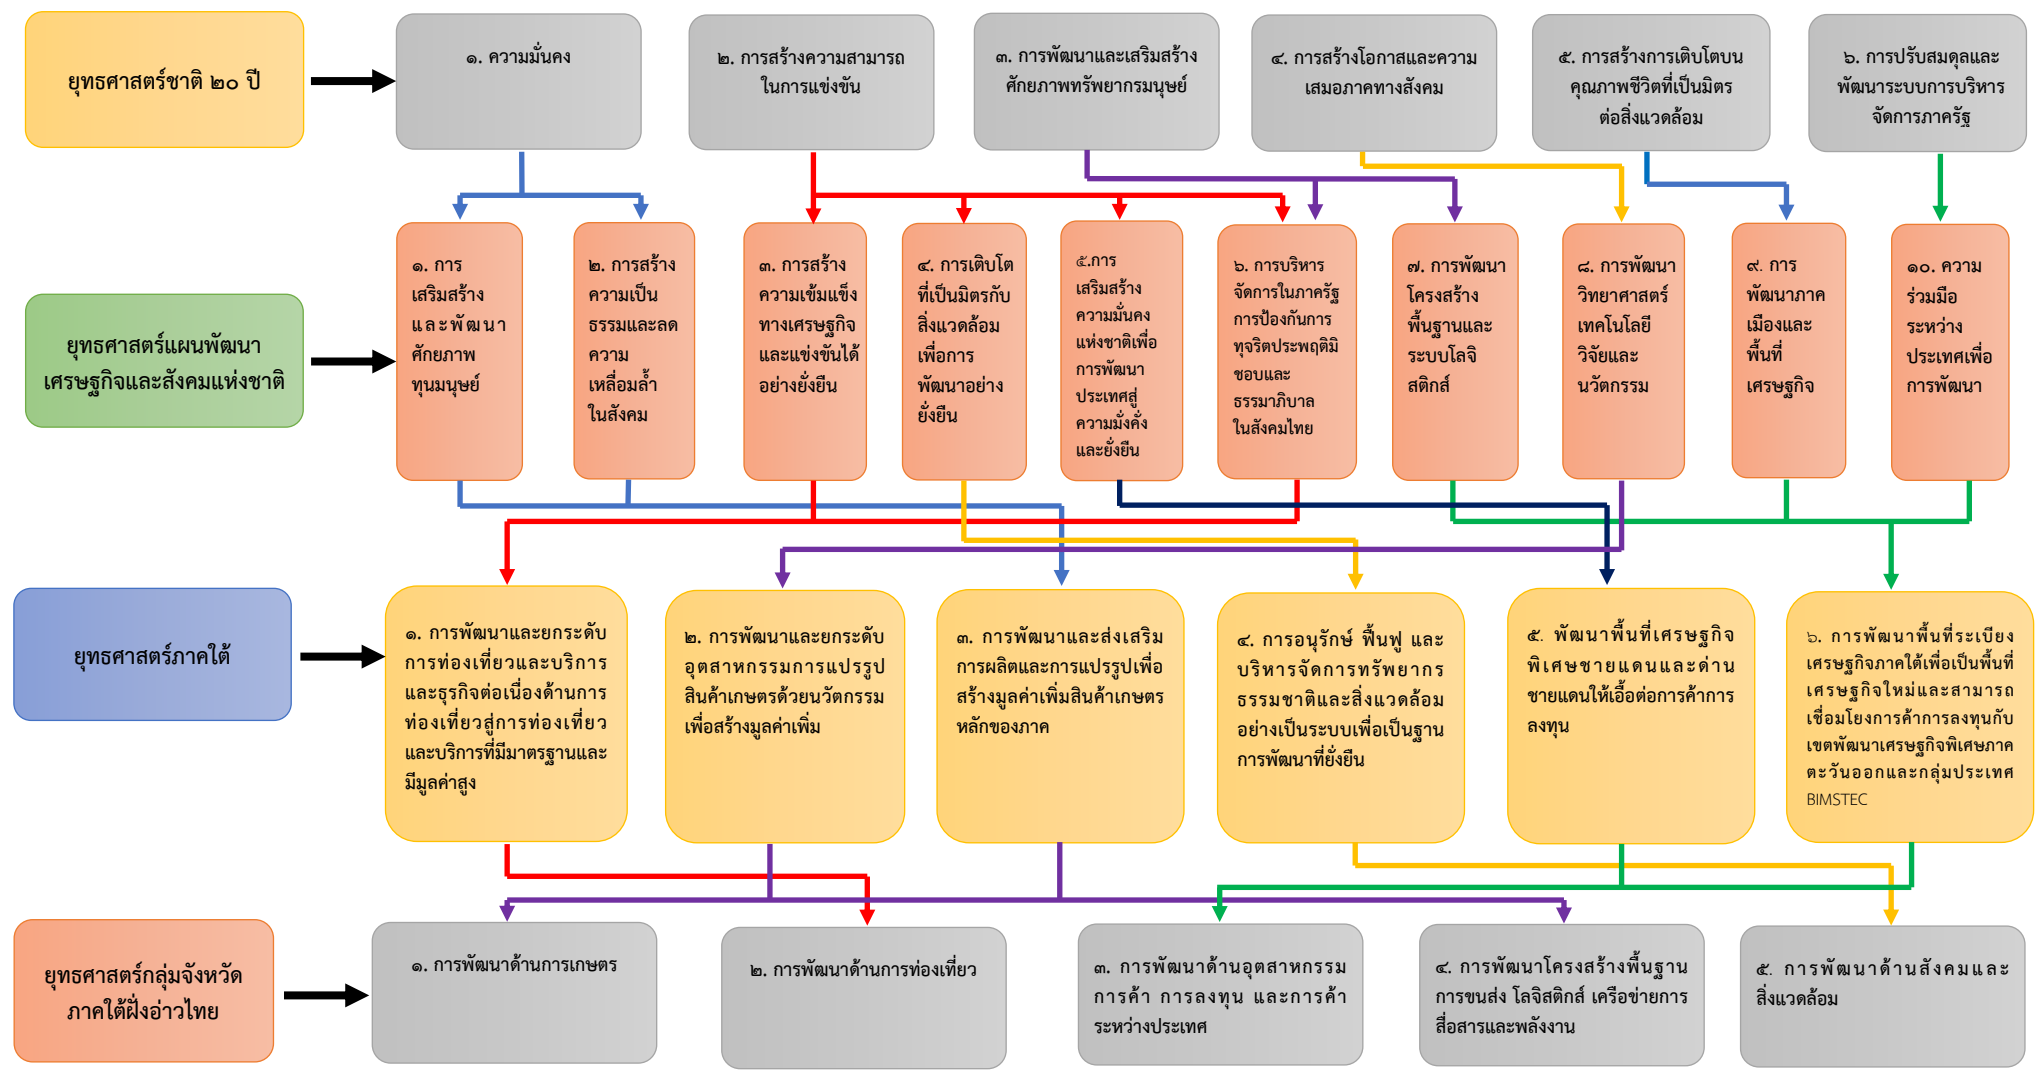 ยุทธศาสตร์ชาติ ๒๐ ปี
๑. ความมั่นคง
๒. การสร้างความสามารถ
ในการแข่งขัน
๓. การพัฒนาและเสริมสร้าง
ศักยภาพทรัพยากรมนุษย์
๔. การสร้างโอกาสและความ
เสมอภาคทางสังคม
๕. การสร้างการเติบโตบน
คุณภาพชีวิตที่เป็นมิตร
ต่อสิ่งแวดล้อม
๖. การปรับสมดุลและ
พัฒนาระบบการบริหาร
จัดการภาครัฐ
ยุทธศาสตร์แผนพัฒนา
เศรษฐกิจและสังคมแห่งชาติ
๑. การ
เสริมสร้าง
และพัฒนา
ศักยภาพ
ทุนมนุษย์
๒. การสร้าง
ความเป็น
ธรรมและลด
ความ
เหลื่อมล้ำ
ในสังคม
๓. การสร้าง
ความเข้มแข็ง
ทางเศรษฐกิจ
และแข่งขันได้
อย่างยั่งยืน
๔. การเติบโต
ที่เป็นมิตรกับ
สิ่งแวดล้อม
เพื่อการ
พัฒนาอย่าง
ยั่งยืน
๕.การ
เสริมสร้าง
ความมั่นคง
แห่งชาติเพื่อ
การพัฒนา
ประเทศสู่
ความมั่งคั่ง
และยั่งยืน
๖. การบริหาร
จัดการในภาครัฐ
การป้องกันการ
ทุจริตประพฤติมิ
ชอบและ
ธรรมาภิบาล
ในสังคมไทย
๗. การพัฒนา
โครงสร้าง
พื้นฐานและ
ระบบโลจิ
สติกส์
๘. การพัฒนา
วิทยาศาสตร์
เทคโนโลยี
วิจัยและ
นวัตกรรม
๙. การ
พัฒนาภาค
เมืองและ
พื้นที่
เศรษฐกิจ
๑๐. ความ
ร่วมมือ
ระหว่าง
ประเทศเพื่อ
การพัฒนา
ยุทธศาสตร์ภาคใต้
๑. การพัฒนาและยกระดับ
การท่องเที่ยวและบริการ
และธุรกิจต่อเนื่องด้านการ
ท่องเที่ยวสู่การท่องเที่ยว
และบริการที่มีมาตรฐานและ
มีมูลค่าสูง
๒. การพัฒนาและยกระดับ
อุตสาหกรรมการแปรรูป
สินค้าเกษตรด้วยนวัตกรรม
เพื่อสร้างมูลค่าเพิ่ม
๓. การพัฒนาและส่งเสริม
การผลิตและการแปรรูปเพื่อ
สร้างมูลค่าเพิ่มสินค้าเกษตร
หลักของภาค
๔. การอนุรักษ์ ฟื้นฟู และ
บริหารจัดการทรัพยากร
ธรรมชาติและสิ่งแวดล้อม
อย่างเป็นระบบเพื่อเป็นฐาน
การพัฒนาที่ยั่งยืน
๕. พัฒนาพื้นที่เศรษฐกิจ
พิเศษชายแดนและด่าน
ชายแดนให้เอื้อต่อการค้าการ
ลงทุน
๖. การพัฒนาพื้นที่ระเบียง
เศรษฐกิจภาคใต้เพื่อเป็นพื้นที่
เศรษฐกิจใหม่และสามารถ
เชื่อมโยงการค้าการลงทุนกับ
เขตพัฒนาเศรษฐกิจพิเศษภาค
ตะวันออกและกลุ่มประเทศ
BIMSTEC
ยุทธศาสตร์กลุ่มจังหวัด
ภาคใต้ฝั่งอ่าวไทย
๑. การพัฒนาด้านการเกษตร
๒. การพัฒนาด้านการท่องเที่ยว
๓. การพัฒนาด้านอุตสาหกรรม
การค้า การลงทุน และการค้า
ระหว่างประเทศ
๔. การพัฒนาโครงสร้างพื้นฐาน
การขนส่ง โลจิสติกส์ เครือข่ายการ
สื่อสารและพลังงาน
๕. การพัฒนาด้านสังคมและ
สิ่งแวดล้อม